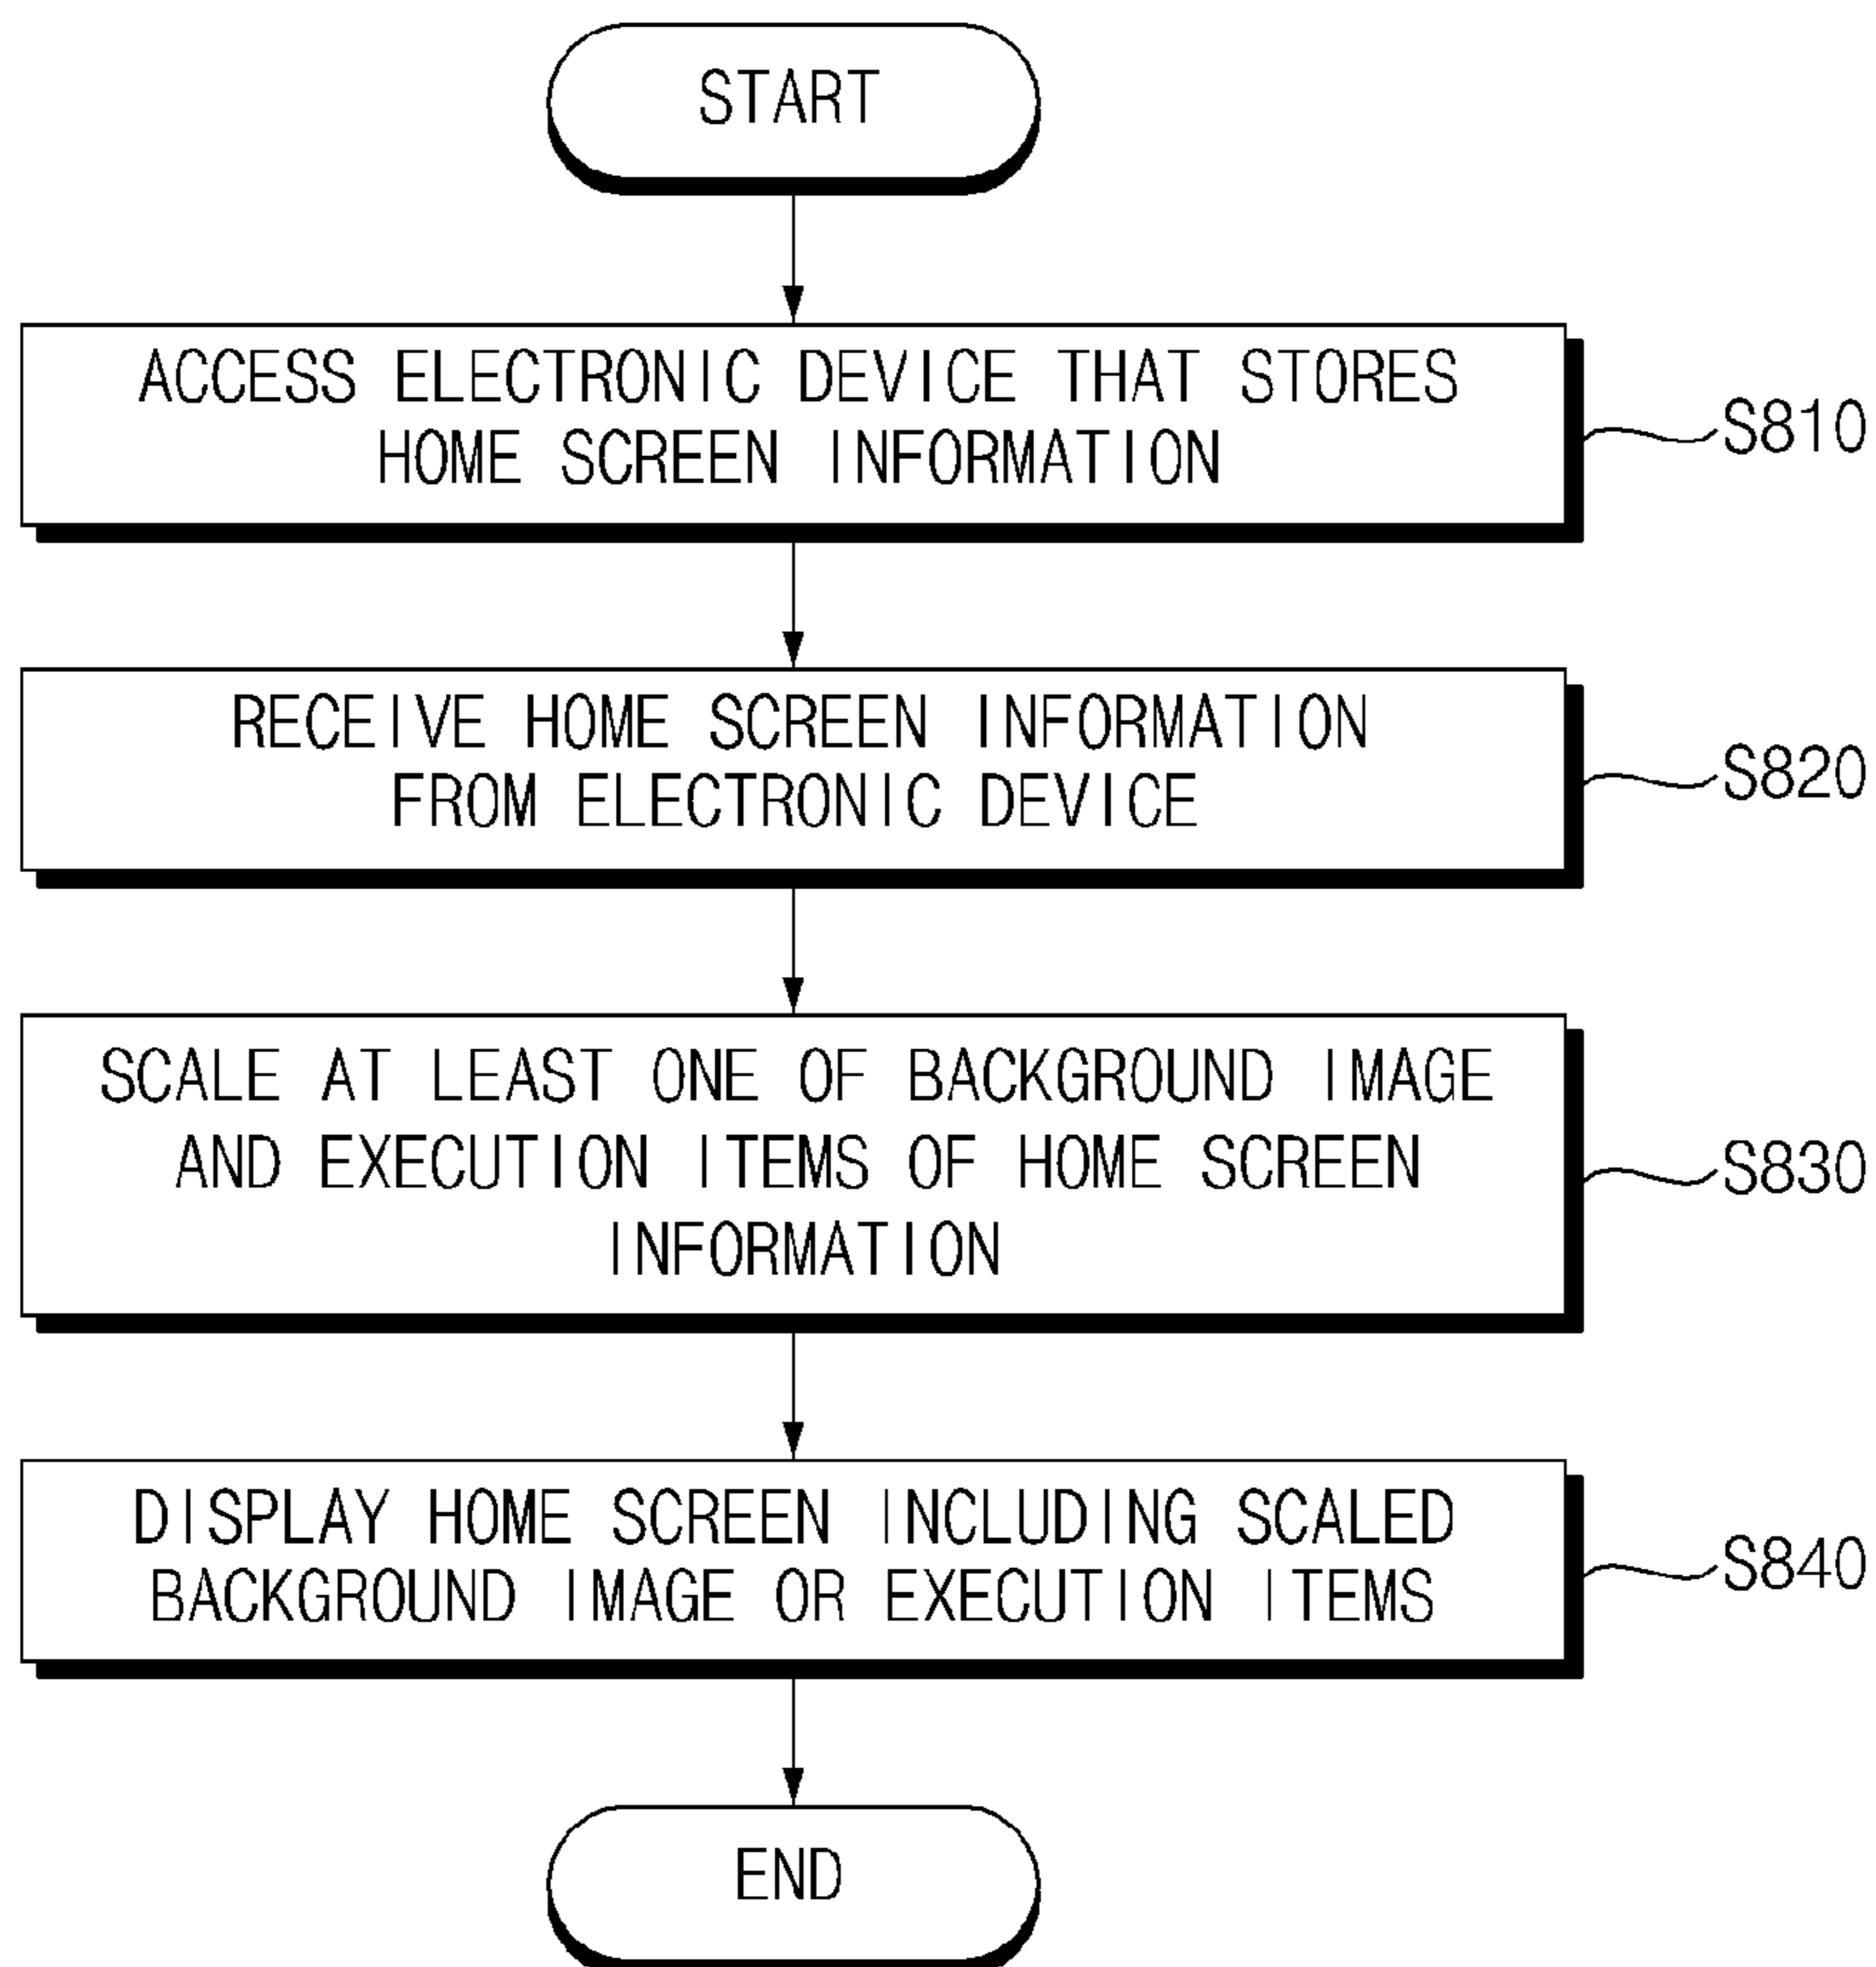 START
ACCESS ELECTRONIC DEVICE THAT STORES
HOME SCREEN INFORMATION
S810
RECEIVE HOME SCREEN INFORMATION
FROM ELECTRONIC DEVICE
S820
SCALE AT LEAST ONE OF BACKGROUND IMAGE
AND EXECUTION ITEMS OF HOME SCREEN
INFORMATION
S830
DISPLAY HOME SCREEN INCLUDING SCALED
BACKGROUND IMAGE OR EXECUTION ITEMS
S840
END